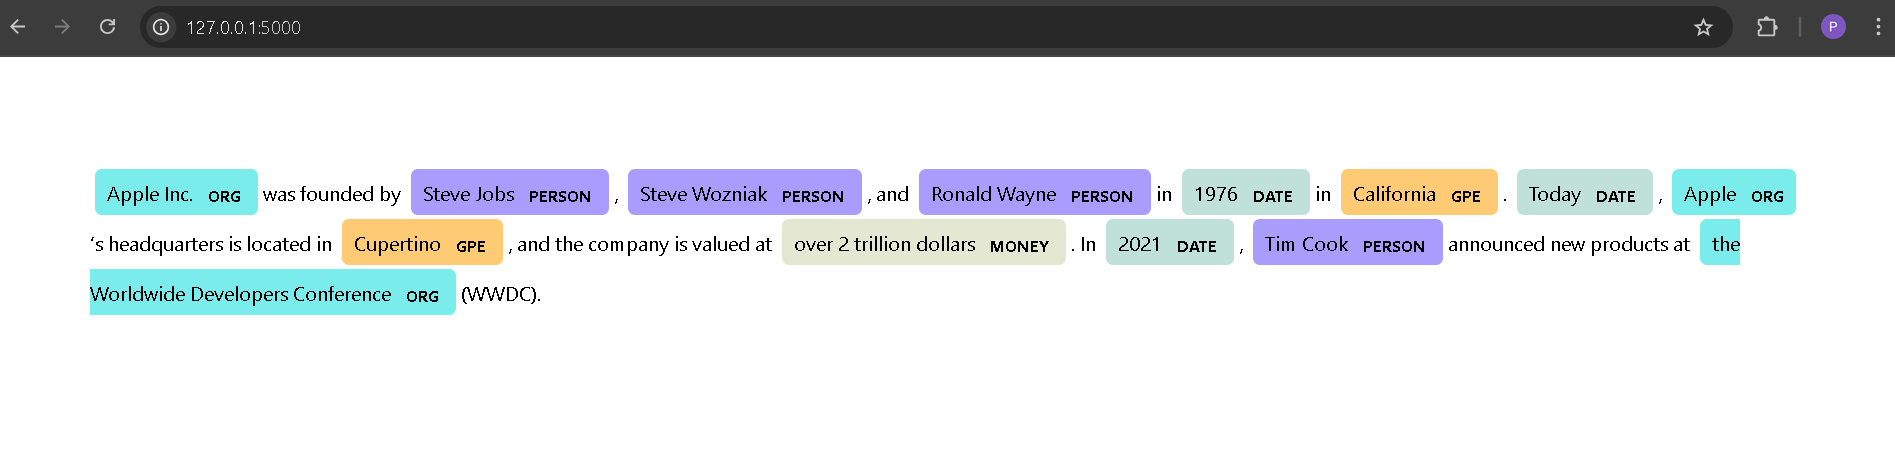 127.0.0.1:5000
P
Apple Inc. ORG was founded by Steve Jobs PERSON , Steve Wozniak PERSON , and Ronald Wayne PERSON in 1976 DATE in California GPE . Today DATE , Apple ORG
's headquarters is located in Cupertino GPE , and the company is valued at over 2 trillion dollars MONEY . In 2021 DATE , Tim Cook PERSON announced new products at the
Worldwide Developers Conference ORG (WWDC).